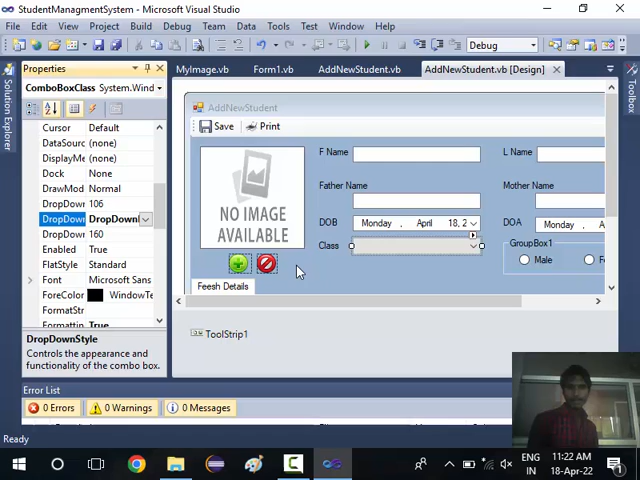 StudentManagmentSystem - Microsoft Visual Studio
File Edit View Project Build Debug Team Data Tools Test Window Help
Debug
Properties
ComboBoxClass System.Wind
Cursor Default
DataSourc (none)
DisplayMe (none)
Dock None
DrawMod Normal
DropDown 106
DropDown DropDownl
DropDown 160
Enabled True
FlatStyle Standard
Font Microsoft Sans
ForeColor WindowTe
FormatStr
Formattin True
DropDownStyle
Controls the appearance and
functionality of the combo box.
Solution Explorer
MyImage.vb Form1.vb AddNewStudent.vb AddNewStudent.vb [Design]
Toolbox
AddNewStudent
Save Print
NO IMAGE
AVAILABLE
F Name
L Name
Father Name
Mother Name
DOB Monday , April 18, 2
DOA Monday , A
Class
GroupBox1
Male Fe
Feesh Details
ToolStrip1
Error List
0 Errors 0 Warnings 0 Messages
Ready
ENG
IN
11:22 AM
18-Apr-22